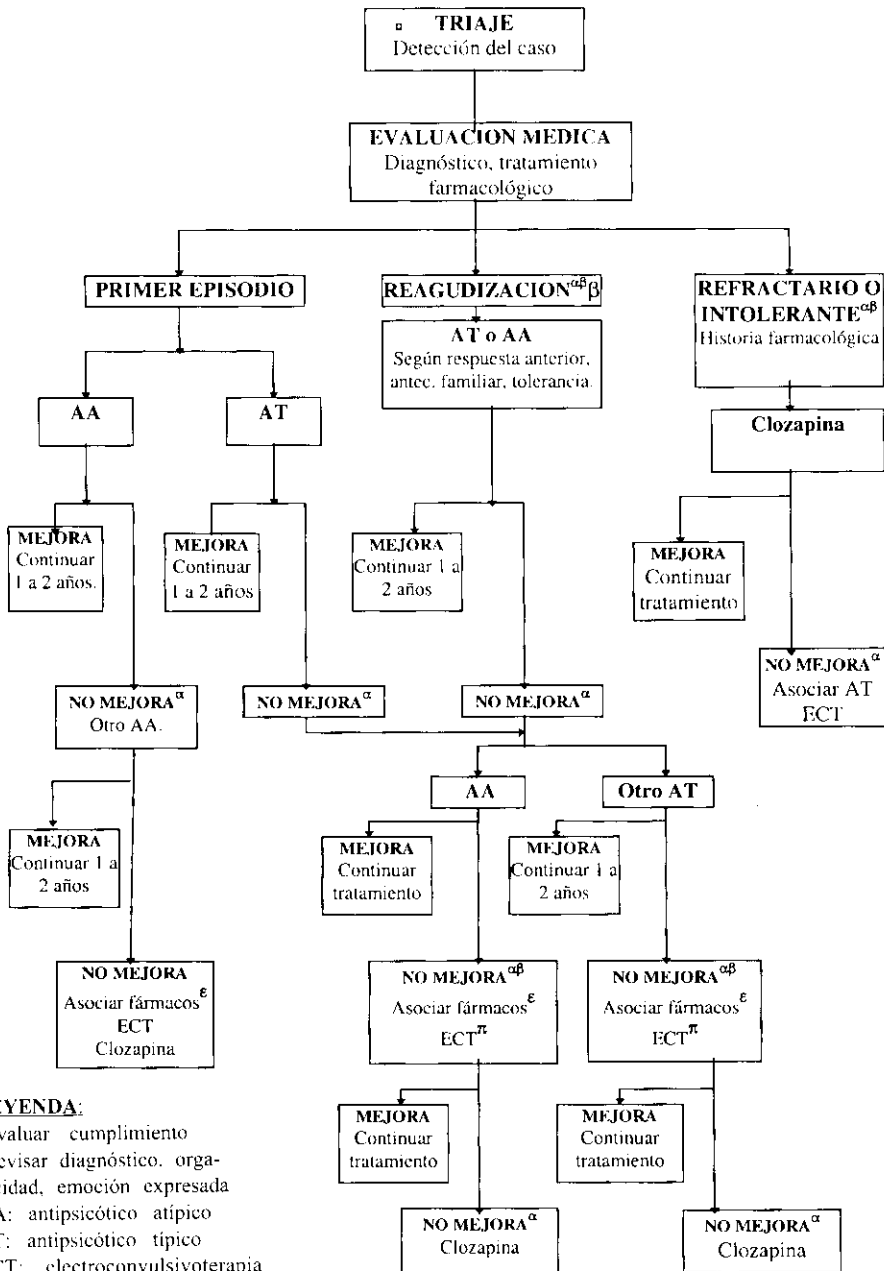 TRIAJE
Detección del caso
EVALUACION MEDICA
Diagnóstico, tratamiento
farmacológico
PRIMER EPISODIO
REAGUDIZACION^αβ β
REFRACTARIO O
INTOLERANTE^αβ
Historia farmacológica
AT o AA
Según respuesta anterior,
antec. familiar, tolerancia.
AA
AT
Clozapina
MEJORA
Continuar
1 a 2 años.
MEJORA
Continuar
1 a 2 años
MEJORA
Continuar 1 a
2 años
MEJORA
Continuar
tratamiento
NO MEJORA^α
Asociar AT
ECT
NO MEJORA^α
Otro AA.
NO MEJORA^α
NO MEJORA^α
AA
Otro AT
MEJORA
Continuar 1 a
2 años
MEJORA
Continuar
tratamiento
MEJORA
Continuar 1 a
2 años
NO MEJORA
Asociar fármacos^ε
ECT
Clozapina
NO MEJORA^αβ
Asociar fármacos^ε
ECT^π
NO MEJORA^αβ
Asociar fármacos^ε
ECT^π
MEJORA
Continuar
tratamiento
MEJORA
Continuar
tratamiento
NO MEJORA^α
Clozapina
NO MEJORA^α
Clozapina
EYENDA:
valuar cumplimiento
evisar diagnóstico, orga-
cidad, emoción expresada
A: antipsicótico atípico
T: antipsicótico típico
CT: electroconvulsivoterapia